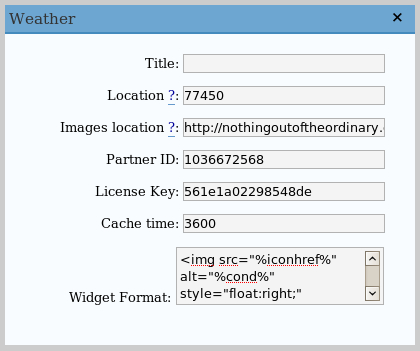 Weather ×
Title:
Location ?: 77450
Images location ?: http://nothingoutoftheordinary.
Partner ID: 1036672568
License Key: 561e1a02298548de
Cache time: 3600
<img src="%iconhref%"
alt="%cond%"
Widget Format: style="float:right;"